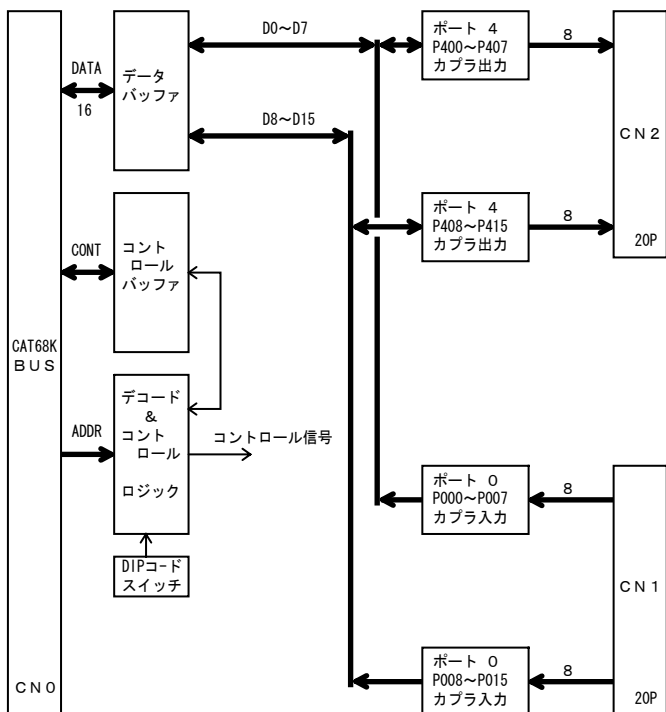 CAT68K
BUS
CN0
DATA
16
データ
バッファ
CONT
コント
ロール
バッファ
ADDR
デコード
&
コント
ロール
ロジック
コントロール信号
DIPコード
スイッチ
D0～D7
D8～D15
ポート 4
P400～P407
カプラ出力
8
ポート 4
P408～P415
カプラ出力
8
CN2
20P
ポート 0
P000～P007
カプラ入力
8
ポート 0
P008～P015
カプラ入力
8
CN1
20P